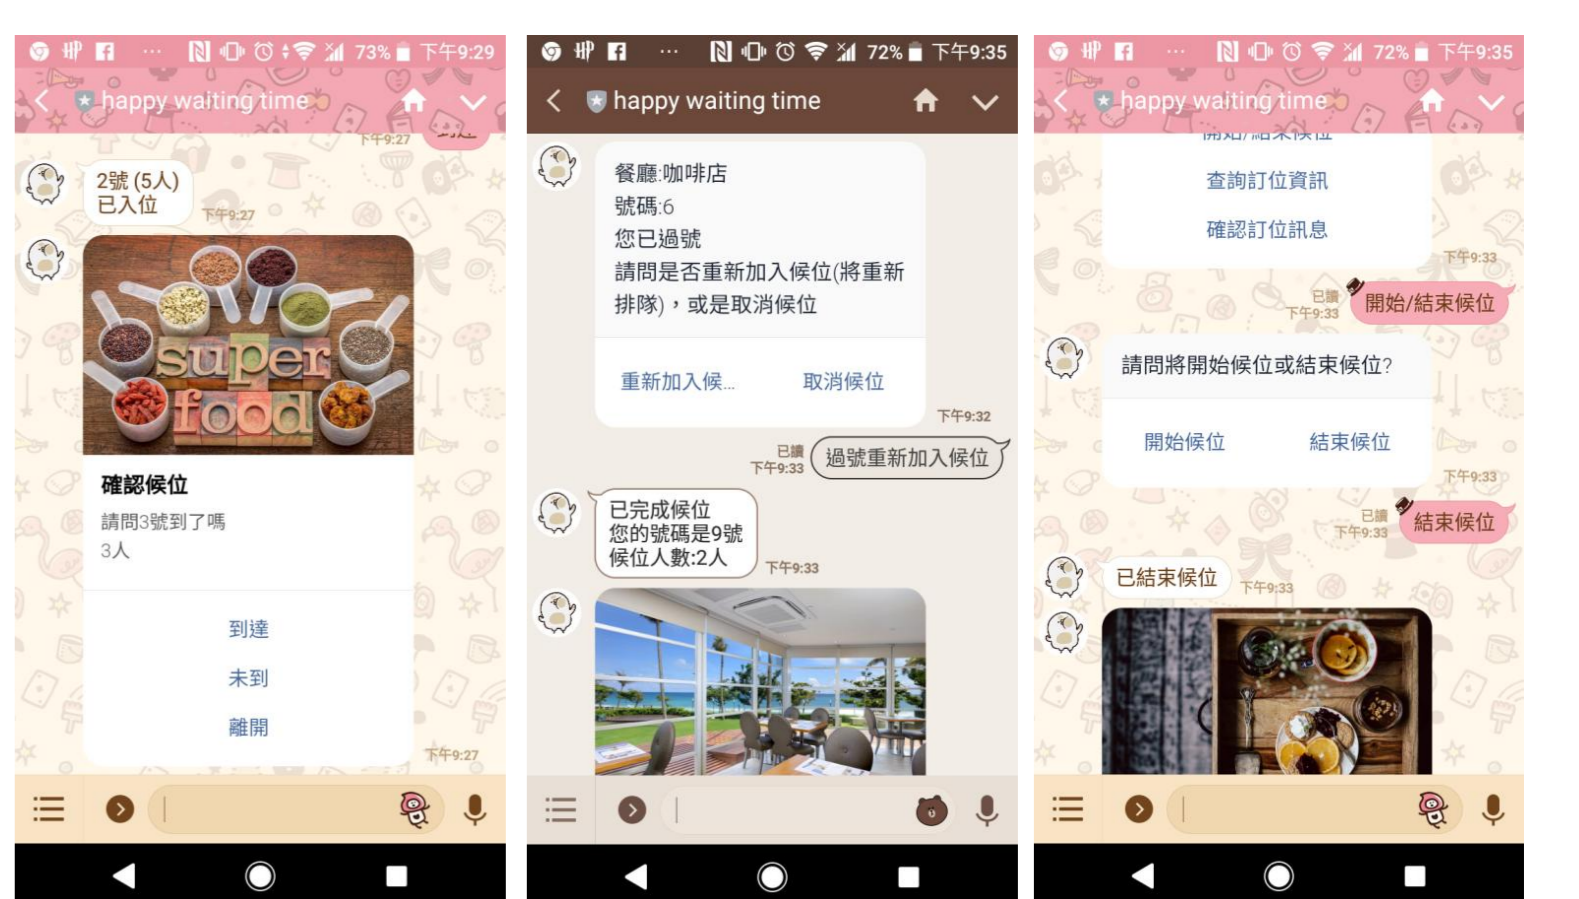 73% 下午9:29
happy waiting time
下午9:27
2號 (5人)
已入位
下午9:27
super
food
確認候位
請問3號到了嗎
3人
到達
未到
離開
下午9:27
72% 下午9:35
happy waiting time
餐廳:咖啡店
號碼:6
您已過號
請問是否重新加入候位(將重新
排隊)，或是取消候位
重新加入候...
取消候位
下午9:32
已讀
下午9:33
過號重新加入候位
已完成候位
您的號碼是9號
候位人數:2人
下午9:33
72% 下午9:35
happy waiting time
開始/結束候位
查詢訂位資訊
確認訂位訊息
下午9:33
已讀
下午9:33
開始/結束候位
請問將開始候位或結束候位?
開始候位
結束候位
下午9:33
已讀
下午9:33
結束候位
已結束候位
下午9:33